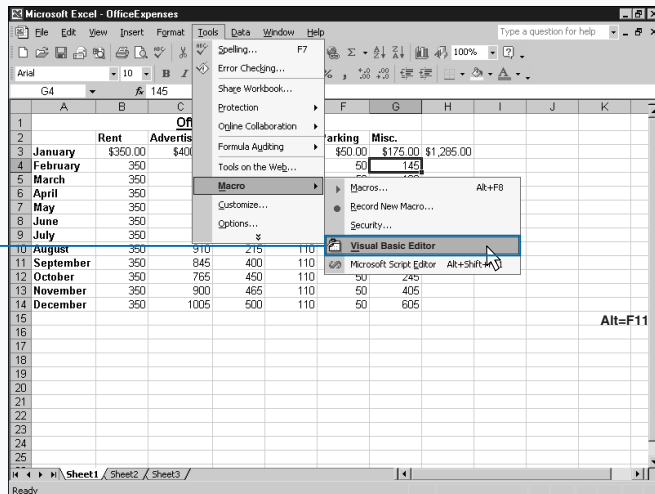 Microsoft Excel - OfficeExpenses
File Edit View Insert Format Tools Data Window Help
Type a question for help
100%
Arial 10 B I
G4 fx 145
Spelling... F7
Error Checking...
Share Workbook...
Protection
Online Collaboration
Formula Auditing
Tools on the Web...
Macro
Customize...
Options...
Macros... Alt+F8
Record New Macro...
Security...
Visual Basic Editor
Microsoft Script Editor Alt+Shift+
A B C F G H I J K
1 Off
2 Rent Advertis arking Misc.
3 January $350.00 $400 $50.00 $175.00 $1,285.00
4 February 350 50 145
5 March 350
6 April 350
7 May 350
8 June 350
9 July 350
10 August 350 910 215 110
11 September 350 845 400 110
12 October 350 765 450 110 50 245
13 November 350 900 465 110 50 405
14 December 350 1005 500 110 50 605
15
Alt=F11
16
17
18
19
20
21
22
23
24
25
Sheet1 Sheet2 Sheet3
Ready